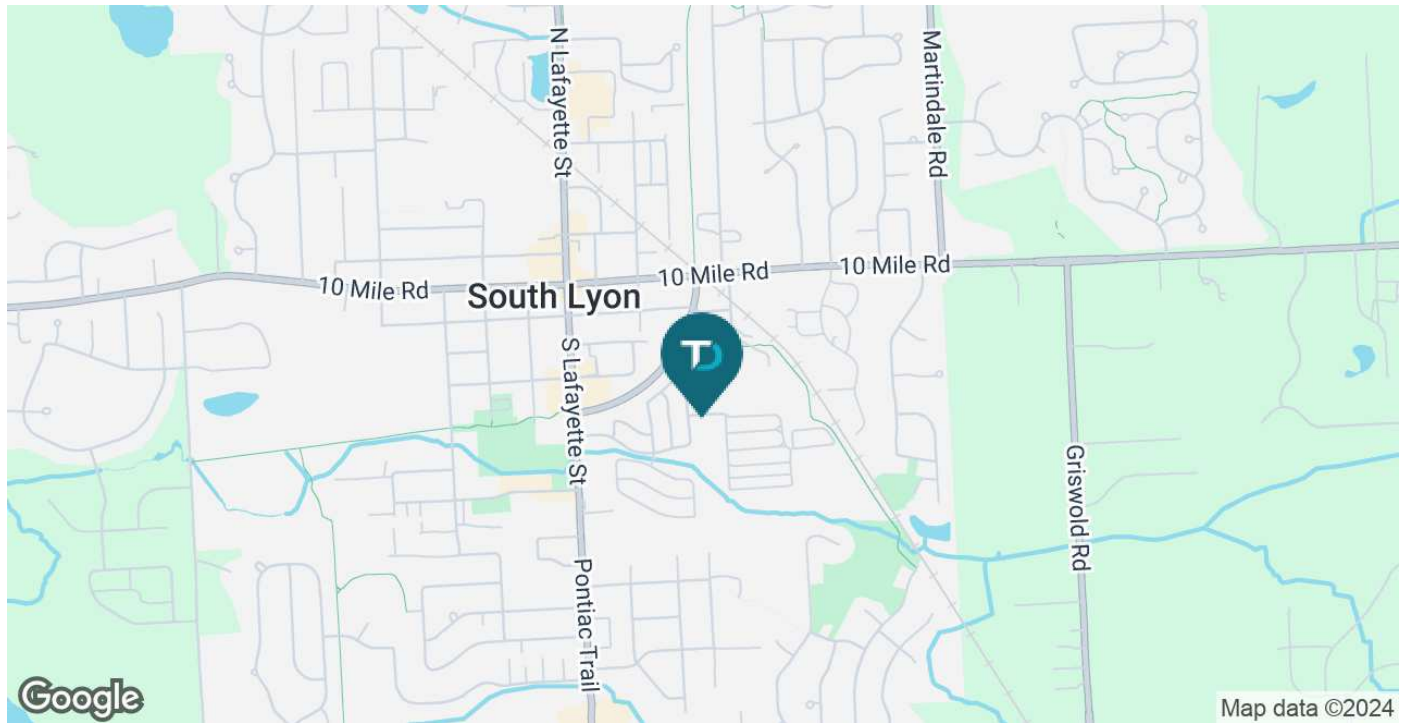 N Lafayette St
Martindale Rd
10 Mile Rd
10 Mile Rd
10 Mile Rd
South Lyon
TD
S Lafayette St
Griswold Rd
Pontiac Trail
Google
Map data ©2024